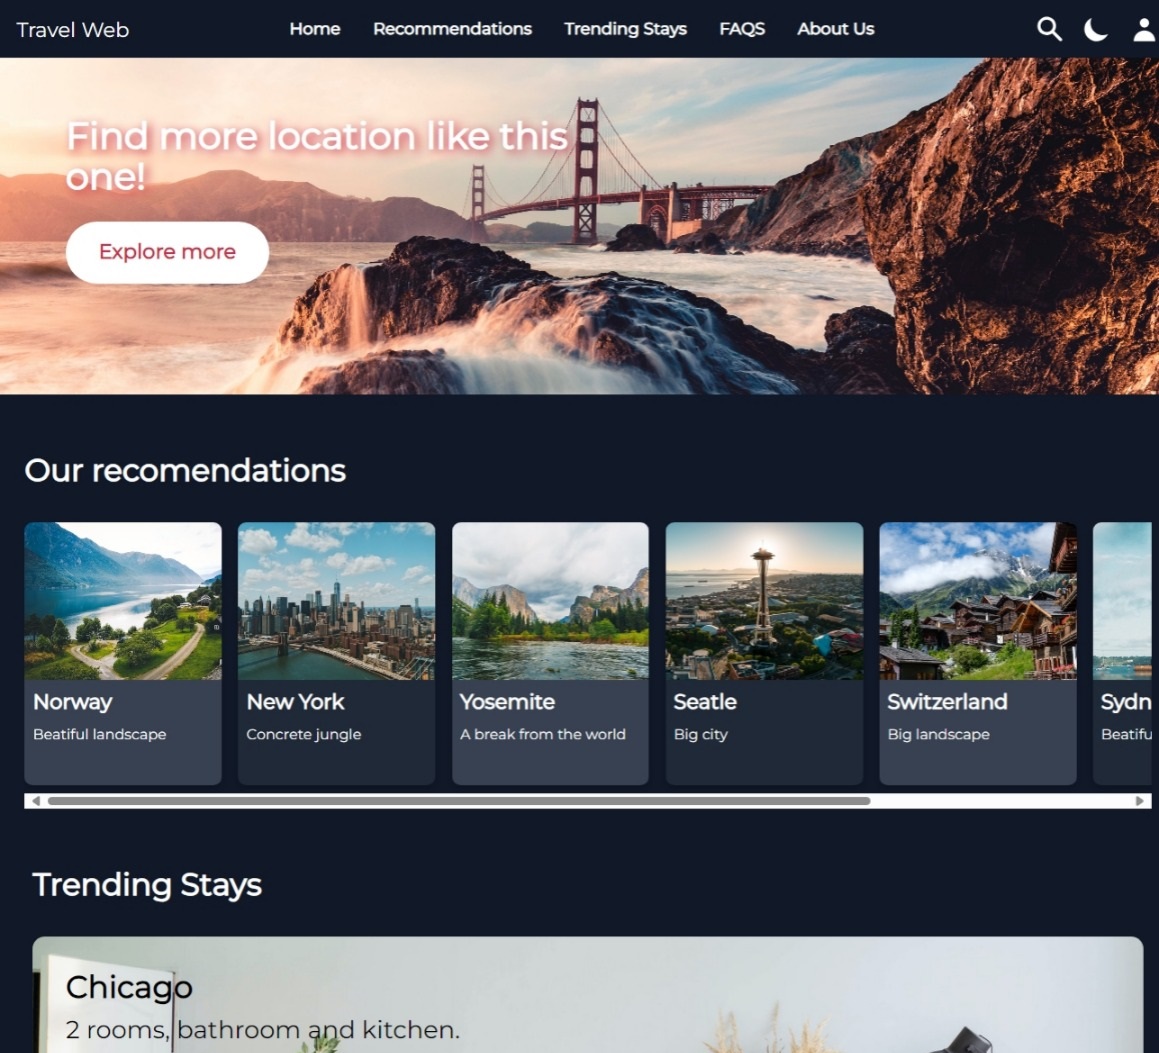 Travel Web
Home
Recommendations
Trending Stays
FAQS
About Us
Find more location like this
one!
Explore more
Our recomendations
Norway
Beatiful landscape
New York
Concrete jungle
Yosemite
A break from the world
Seatle
Big city
Switzerland
Big landscape
Sydn
Beatifu
Trending Stays
Chicago
2 rooms, bathroom and kitchen.